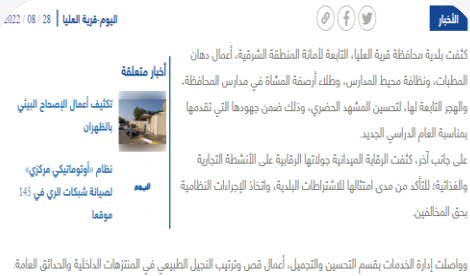 الأخبار
اليوم-قرية العليا | 28 / 08 / 2022
كثفت بلدية محافظة قرية العليا، التابعة لأمانة المنطقة الشرقية، أعمال دهان
المطبات، ونظافة محيط المدارس، وطلاء أرصفة المشاة في مدارس المحافظة،
والهجر التابعة لها، لتحسين المشهد الحضري، وذلك ضمن جهودها التي تقدمها
بمناسبة العام الدراسي الجديد.
على جانب آخر، كثفت الرقابة الميدانية جولاتها الرقابية على الأنشطة التجارية
والغذائية؛ للتأكد من مدى امتثالها للاشتراطات البلدية، واتخاذ الإجراءات النظامية
بحق المخالفين.
وواصلت إدارة الخدمات بقسم التحسين والتجميل، أعمال قص وترتيب النجيل الطبيعي في المنتزهات الداخلية والحدائق العامة.
أخبار متعلقة
تكثيف أعمال الإصحاح البيئي
بالظهران
نظام «أوتوماتيكي مركزي»
لصيانة شبكات الري في 145
موقعا
اليوم